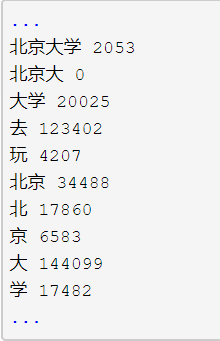 ...
北京大学 2053
北京大 0
大学 20025
去 123402
玩 4207
北京 34488
北 17860
京 6583
大 144099
学 17482
...